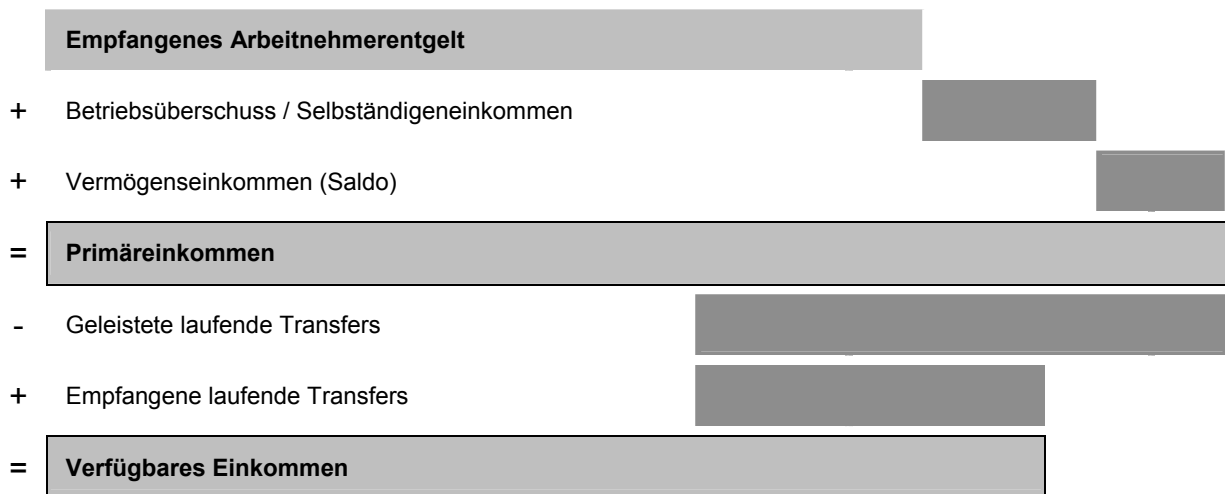 Empfangenes Arbeitnehmerentgelt
+ Betriebsüberschuss / Selbständigeneinkommen
+ Vermögenseinkommen (Saldo)
= Primäreinkommen
- Geleistete laufende Transfers
+ Empfangene laufende Transfers
= Verfügbares Einkommen